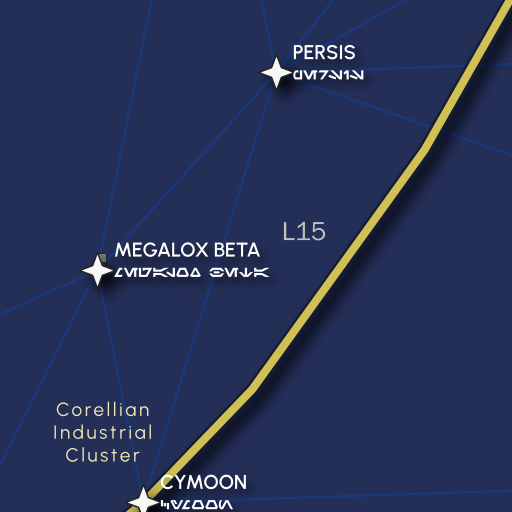 PERSIS
L15
MEGALOX BETA
Corellian
Industrial
Cluster
CYMOON